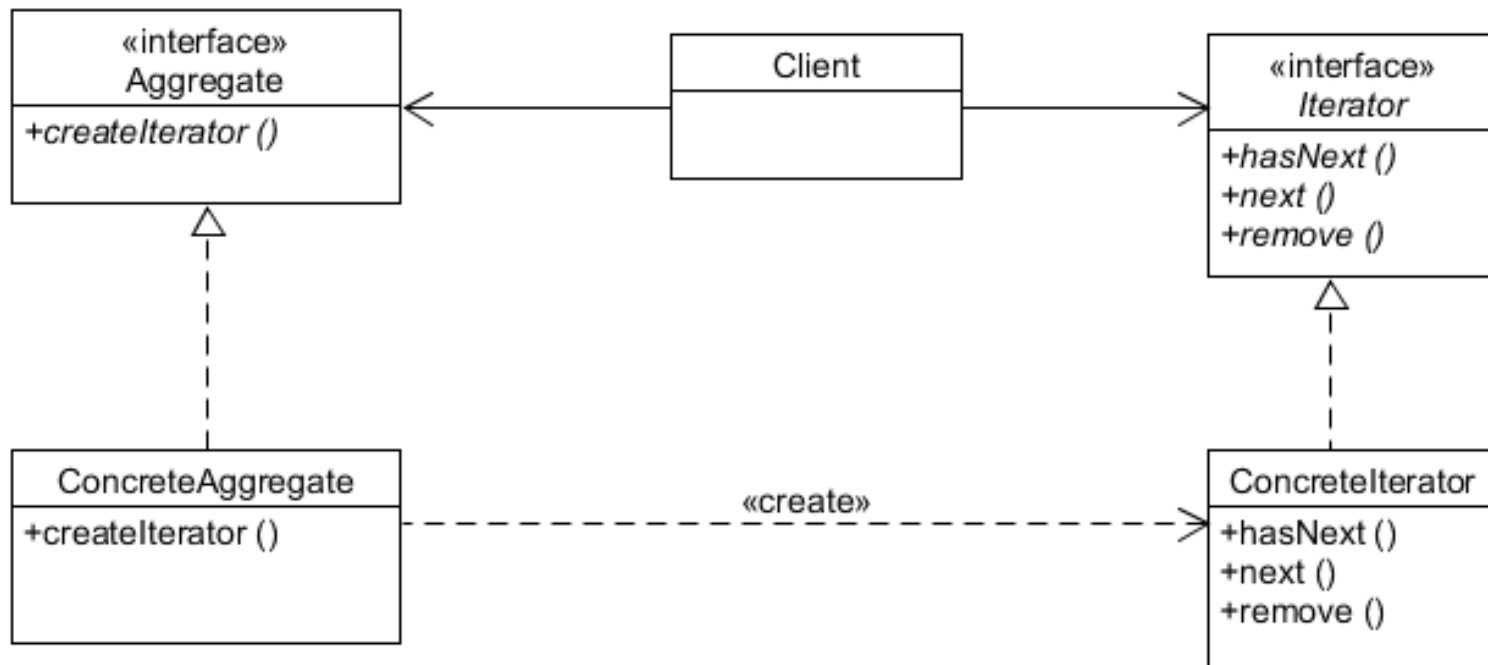 «interface»
Aggregate
+createIterator ()
Client
«interface»
Iterator
+hasNext ()
+next ()
+remove ()
ConcreteAggregate
+createIterator ()
«create»
ConcreteIterator
+hasNext ()
+next ()
+remove ()